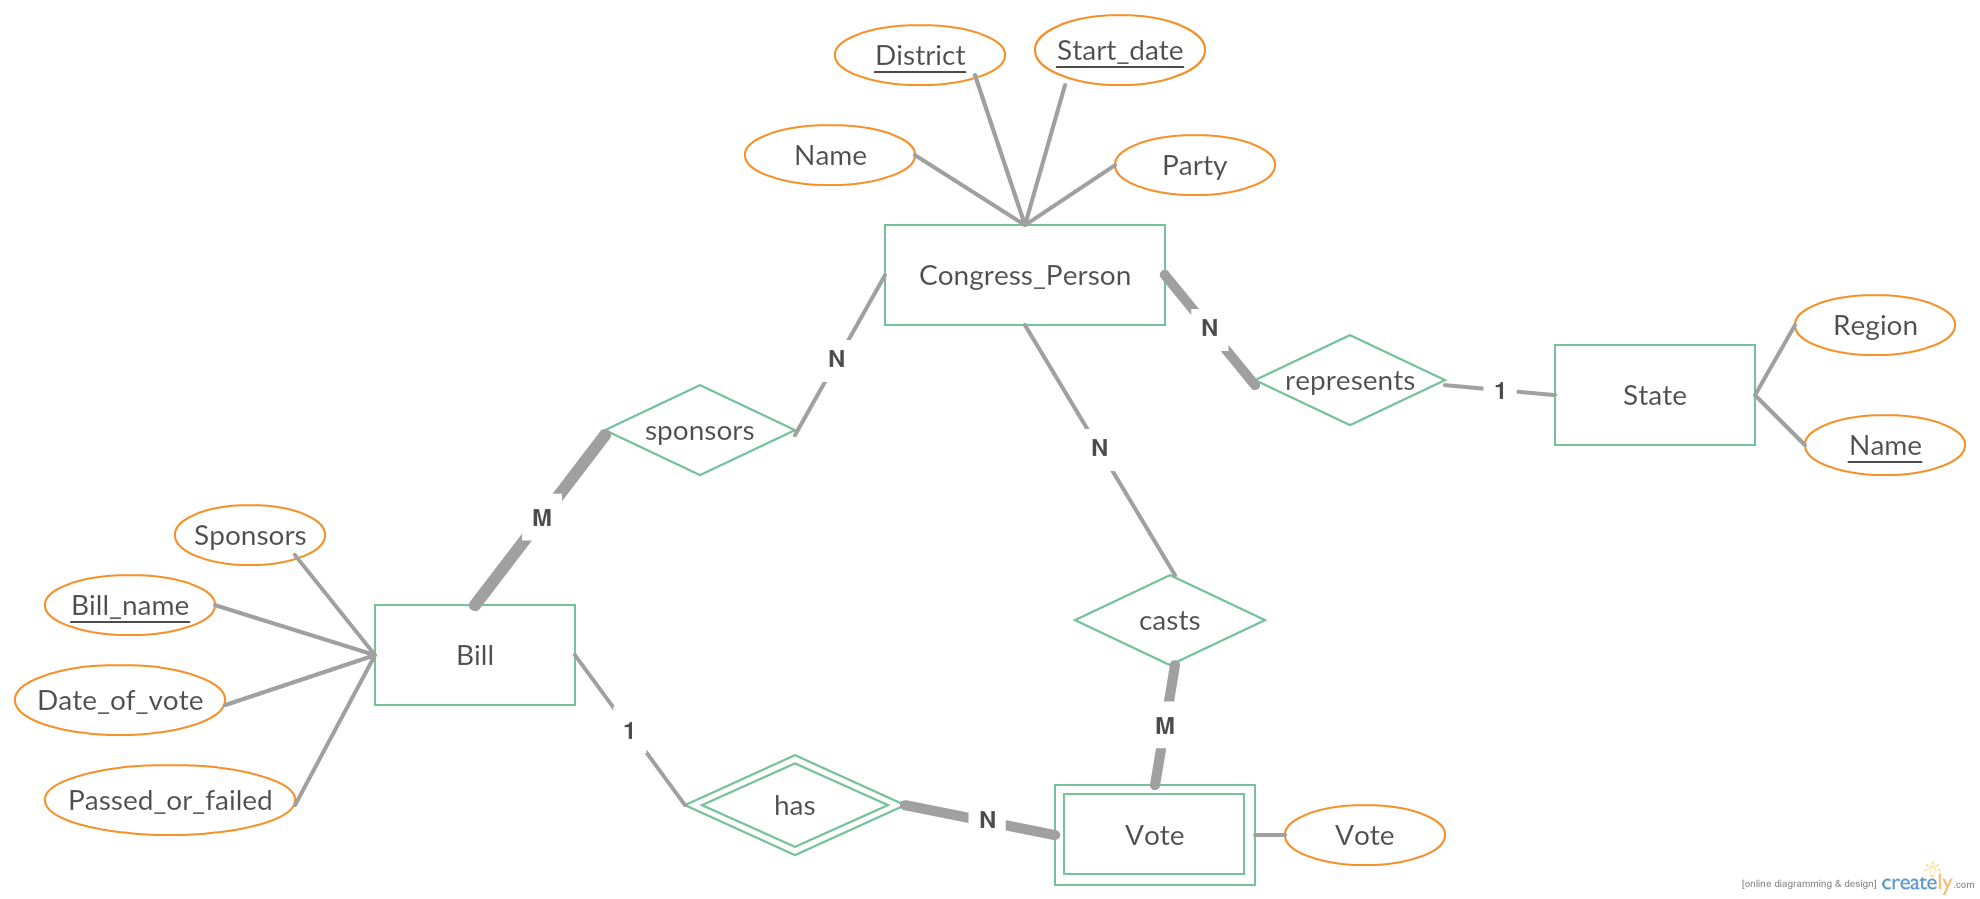 District
Start_date
Name
Party
Congress_Person
N
N
Region
represents
1
State
sponsors
Name
N
M
Sponsors
Bill_name
casts
Bill
Date_of_vote
1
M
Passed_or_failed
has
N
Vote
Vote
[online diagramming & design] creately.com